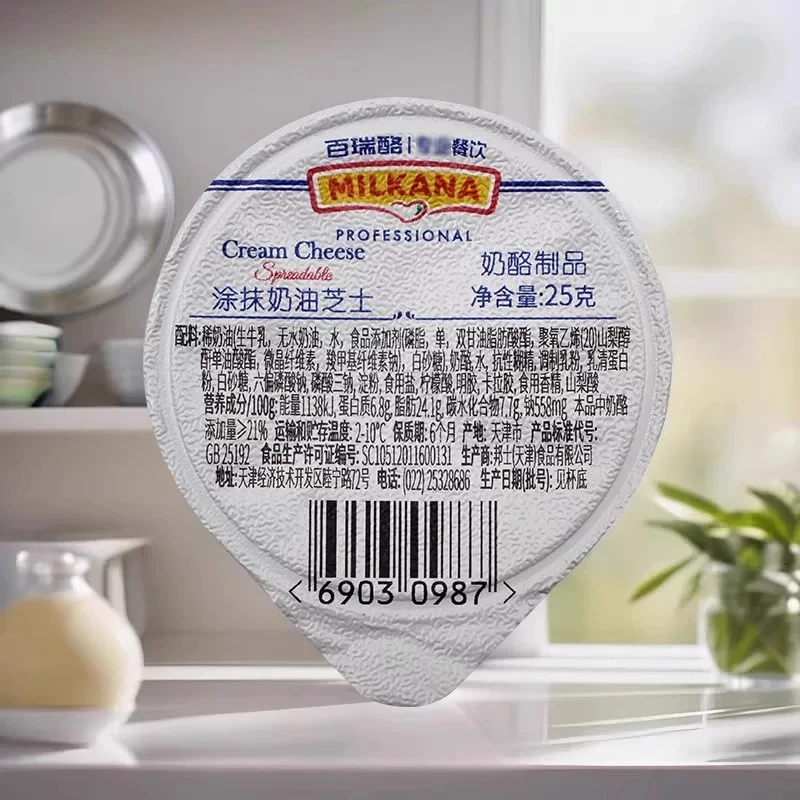 百瑞酪 | 专业餐饮
MILKANA
PROFESSIONAL
Cream Cheese
Spreadable
涂抹奶油芝士
奶酪制品
净含量:25克
配料:稀奶油(生牛乳，无水奶油，水，食品添加剂(磷脂，单，双甘油脂肪酸酯，聚氧乙烯(20)山梨醇
酐单油酸酯，微晶纤维素，羧甲基纤维素钠)，白砂糖)，奶酪，水，抗性糊精，调制乳粉，乳清蛋白
粉，白砂糖，六偏磷酸钠，磷酸三钠，淀粉，食用盐，柠檬酸，明胶，卡拉胶，食用香精，山梨酸
营养成分/100g:能量1138kJ，蛋白质6.8g，脂肪24.1g，碳水化合物7.7g，钠558mg 本品中奶酪
添加量>21% 运输和贮存温度:2-10℃ 保质期:6个月 产地:天津市 产品标准代号:
GB 25192 食品生产许可证编号:SC10512011600131 生产商:邦士(天津)食品有限公司
地址:天津经济技术开发区睦宁路72号 电话:(022)25328686 生产日期(批号):见杯底
<6903 0987>